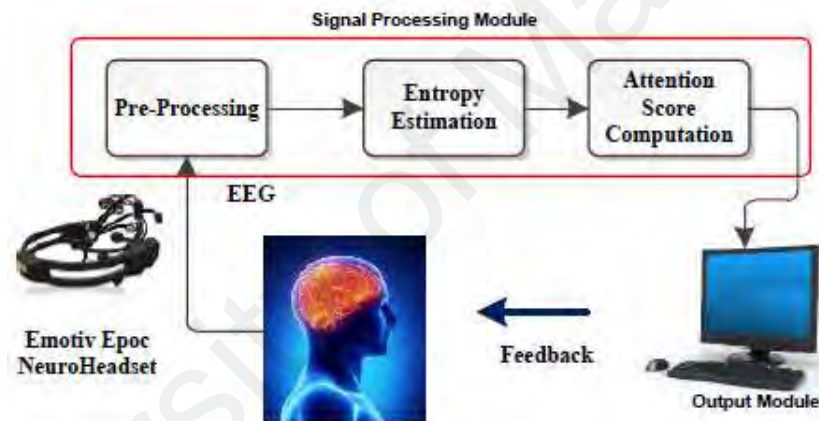 Signal Processing Module
Pre-Processing
Entropy
Estimation
Attention
Score
Computation
EEG
Emotiv Epoc
NeuroHeadset
Feedback
Output Module